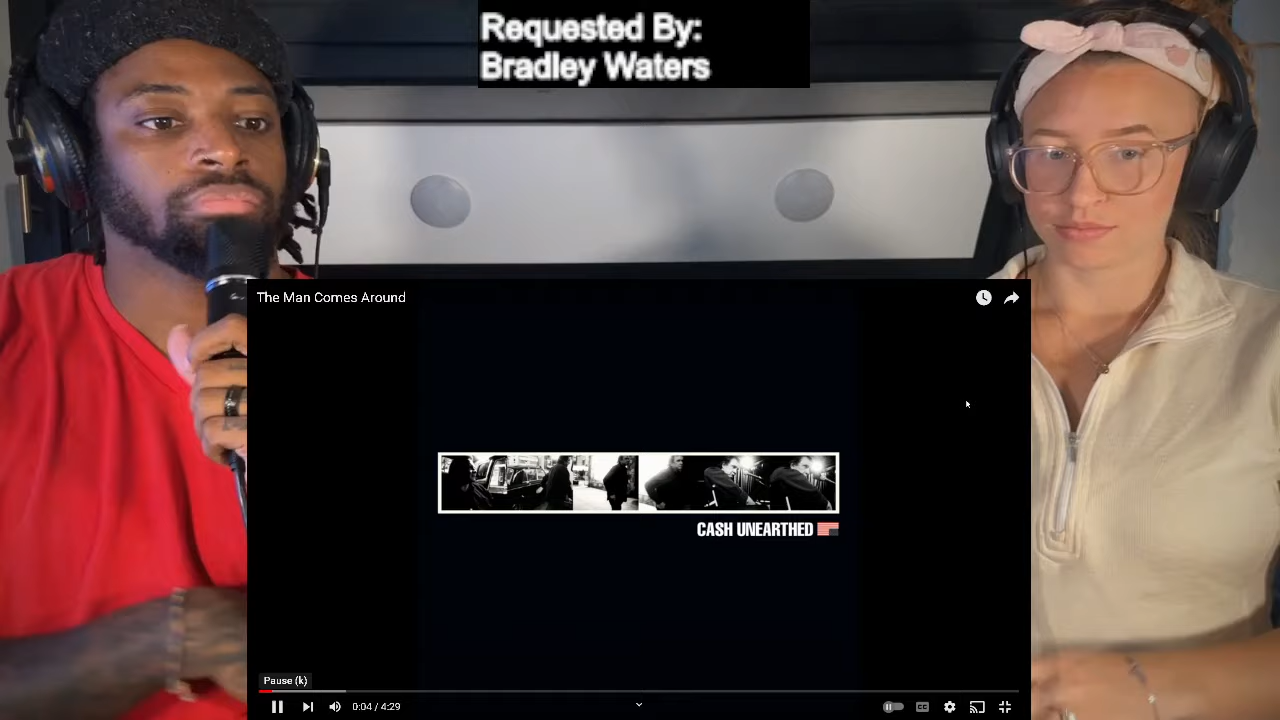 Requested By:
Bradley Waters
The Man Comes Around
CASH UNEARTHED
Pause (k)
0:04 / 4:29